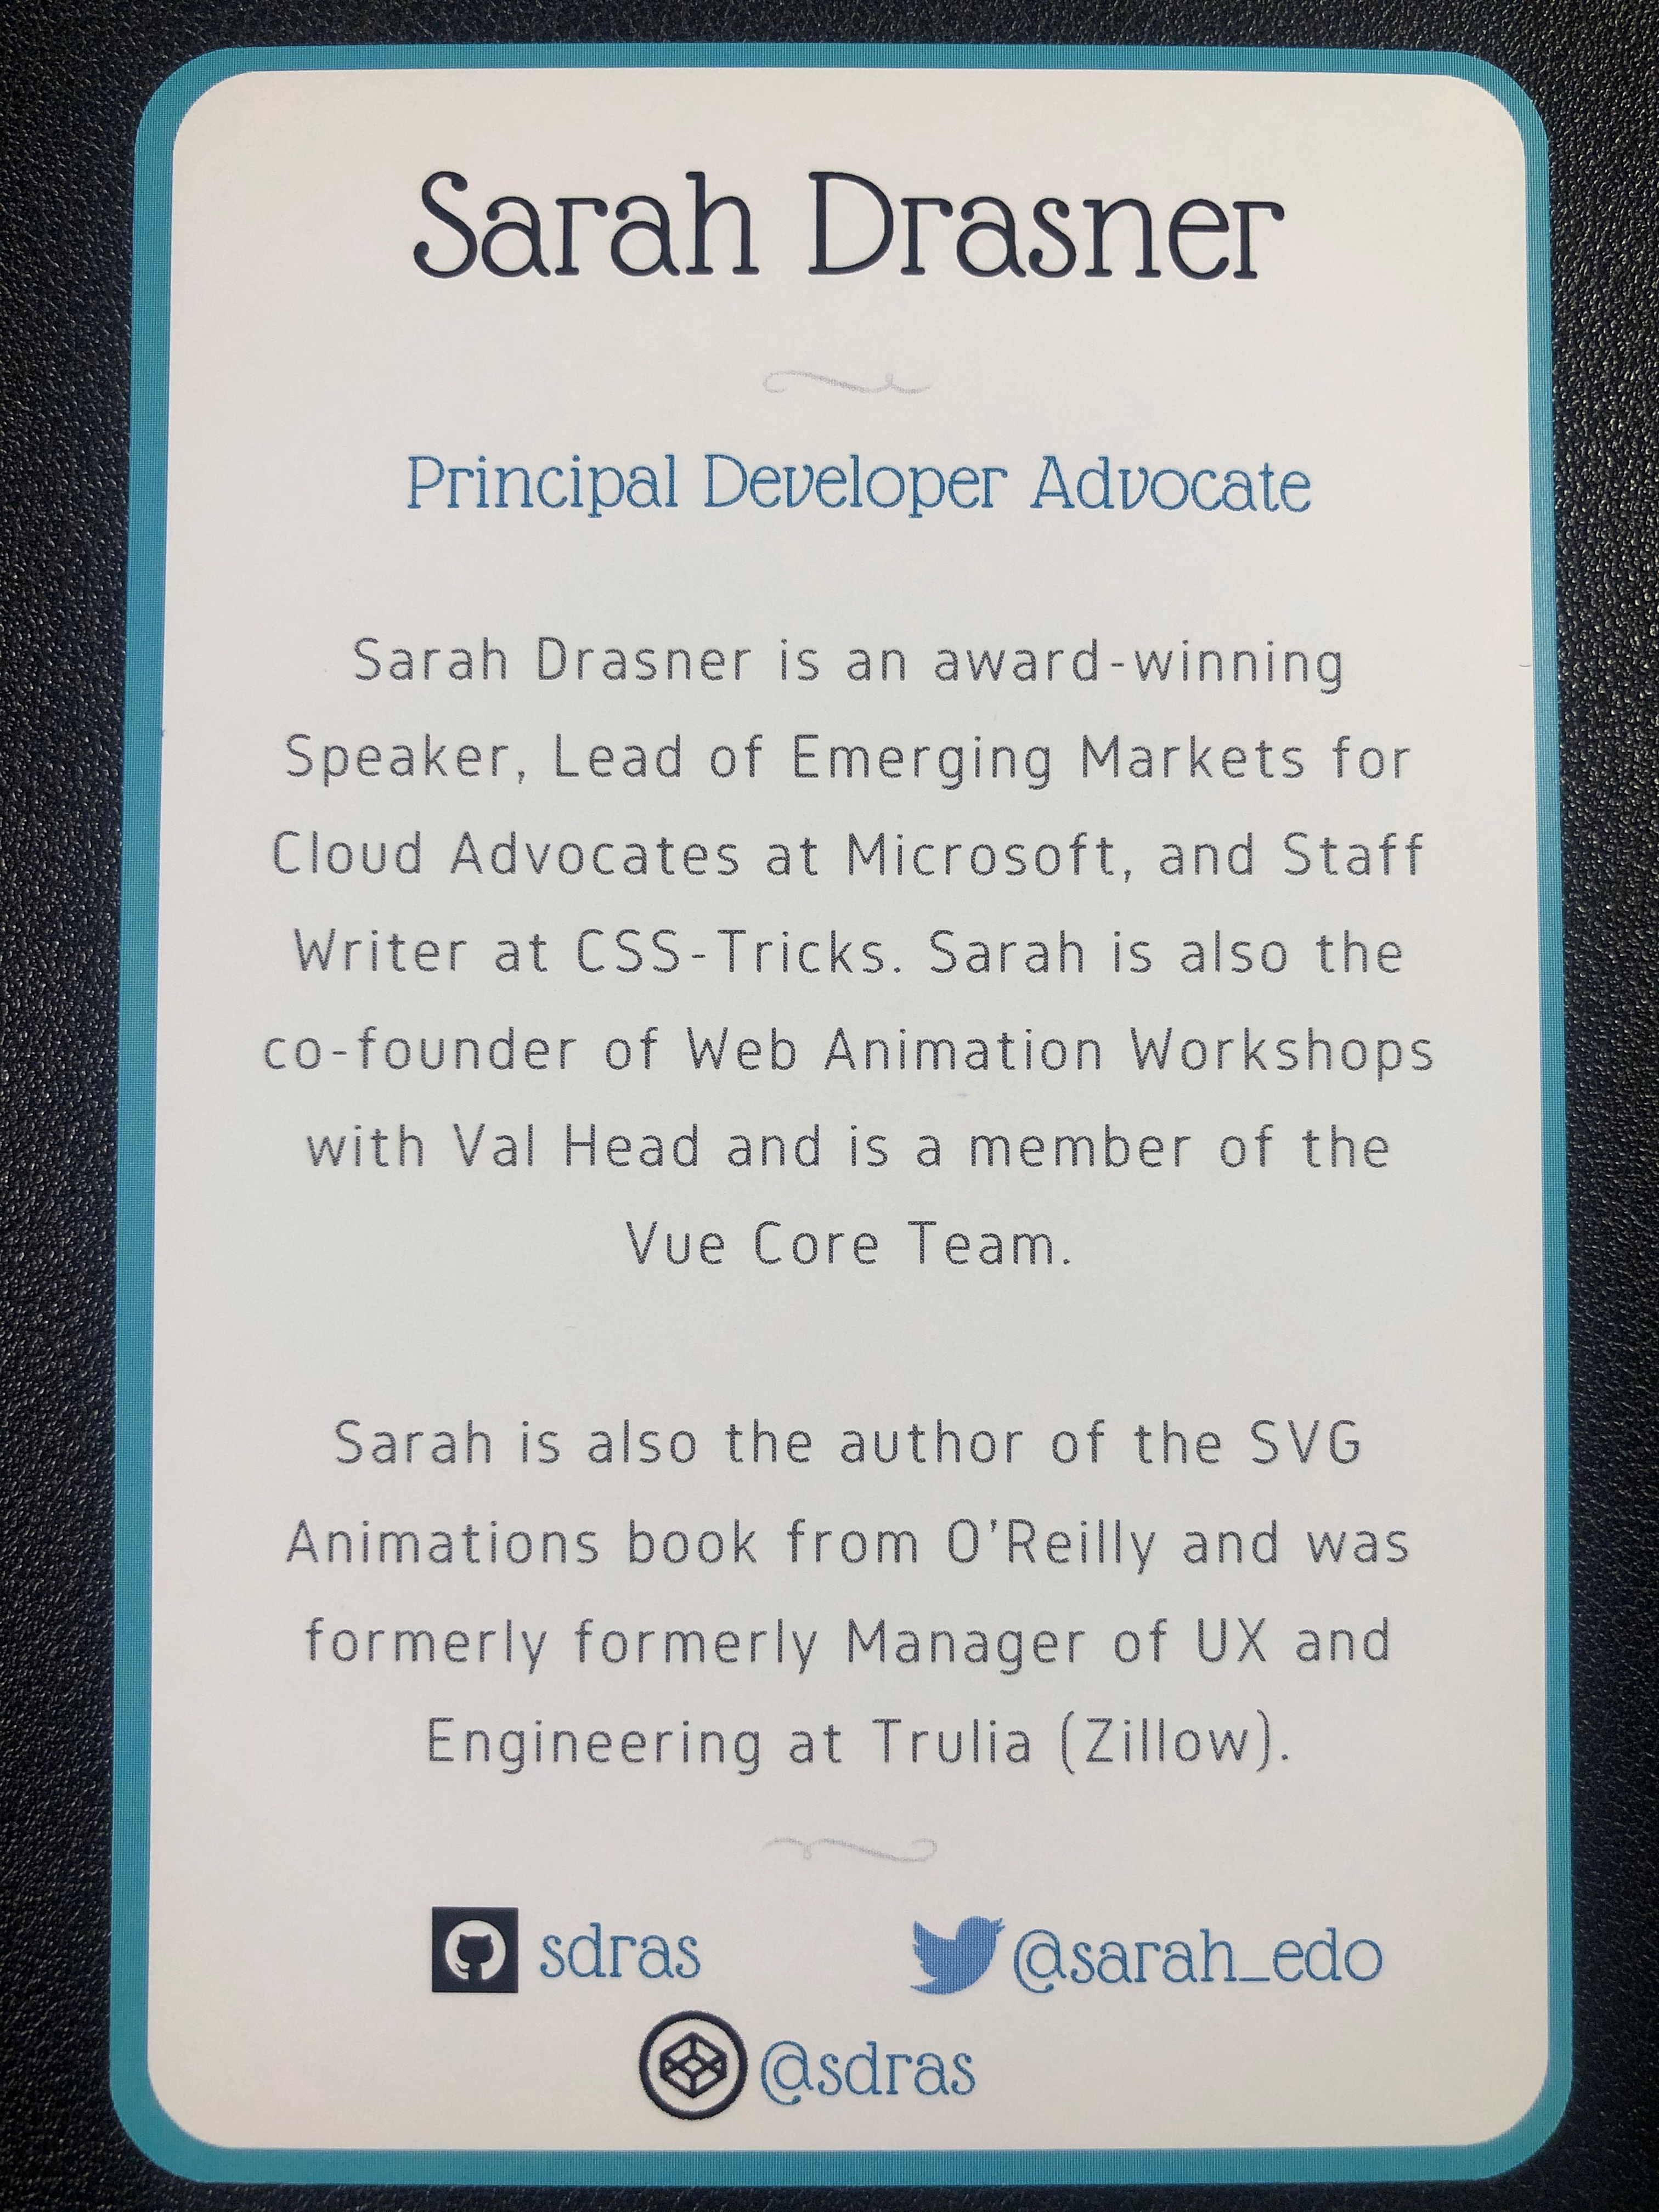 Sarah Drasner
Principal Developer Advocate
Sarah Drasner is an award-winning
Speaker, Lead of Emerging Markets for
Cloud Advocates at Microsoft, and Staff
Writer at CSS-Tricks. Sarah is also the
co-founder of Web Animation Workshops
with Val Head and is a member of the
Vue Core Team.
Sarah is also the author of the SVG
Animations book from O'Reilly and was
formerly formerly Manager of UX and
Engineering at Trulia (Zillow).
sdras @sarah_edo
@sdras